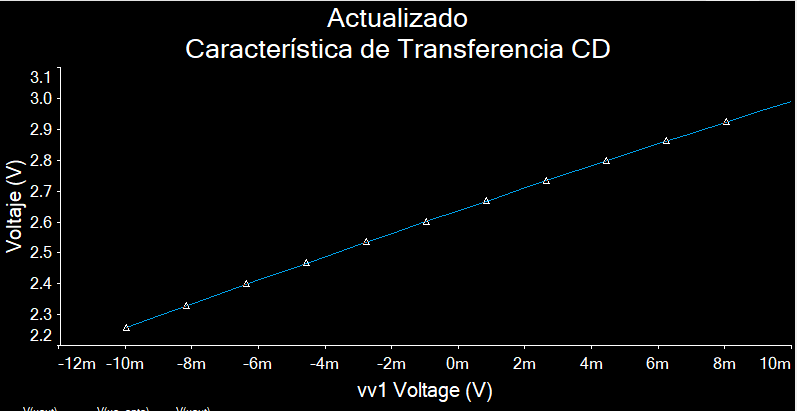 Actualizado
Característica de Transferencia CD
3.1
3.0
2.9
2.8
2.7
2.6
2.5
2.4
2.3
2.2
Voltaje (V)
-12m -10m -8m -6m -4m -2m 0m 2m 4m 6m 8m 10m
vv1 Voltage (V)